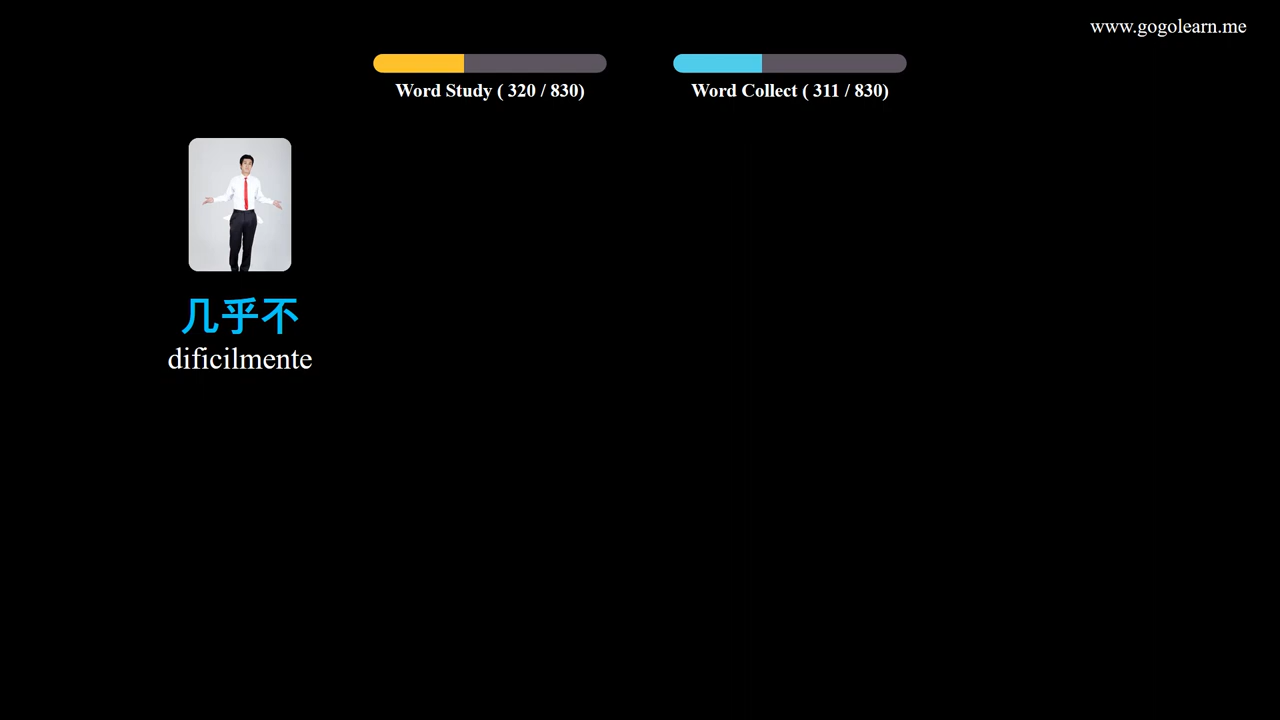 www.gogolearn.me
Word Study ( 320 / 830)
Word Collect ( 311 / 830)
几乎不
dificilmente